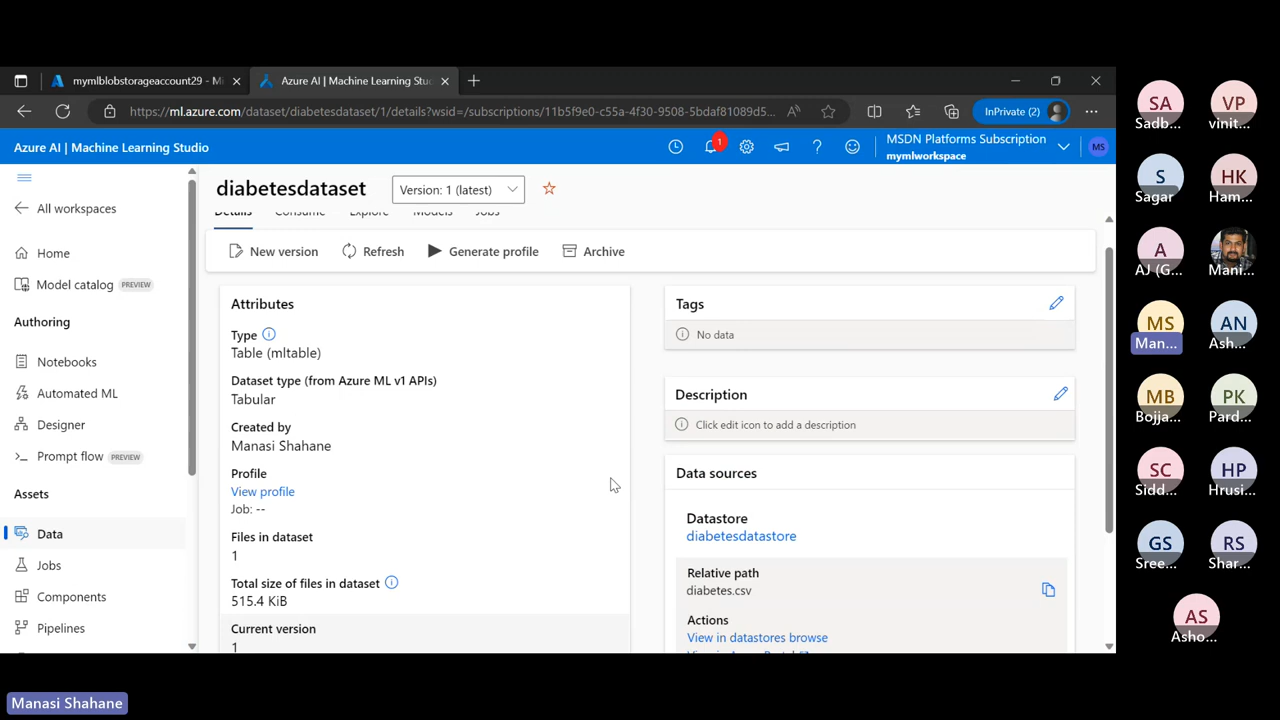 mymlblobstorageaccount29 - Mi
Azure AI | Machine Learning Stu
https://ml.azure.com/dataset/diabetesdataset/1/details?wsid=/subscriptions/11b5f9e0-c55a-4f30-9508-5bdaf81089d5...
InPrivate (2)
Azure AI | Machine Learning Studio
1
MSDN Platforms Subscription
mymlworkspace
MS
All workspaces
Home
Model catalog PREVIEW
Authoring
Notebooks
Automated ML
Designer
Prompt flow PREVIEW
Assets
Data
Jobs
Components
Pipelines
diabetesdataset
Version: 1 (latest)
Details Consume Explore Models Jobs
New version Refresh Generate profile Archive
Attributes
Type
Table (mltable)
Dataset type (from Azure ML v1 APIs)
Tabular
Created by
Manasi Shahane
Profile
View profile
Job: --
Files in dataset
1
Total size of files in dataset
515.4 KiB
Current version
1
Tags
No data
Description
Click edit icon to add a description
Data sources
Datastore
diabetesdatastore
Relative path
diabetes.csv
Actions
View in datastores browse
SA
Sadb...
VP
vinit...
S
Sagar
HK
Ham...
A
AJ (G...
Mani...
MS
Man...
AN
Ash...
MB
Bojja...
PK
Pard...
SC
Sidd...
HP
Hrusi...
GS
Sree...
RS
Shar...
AS
Asho...
Manasi Shahane